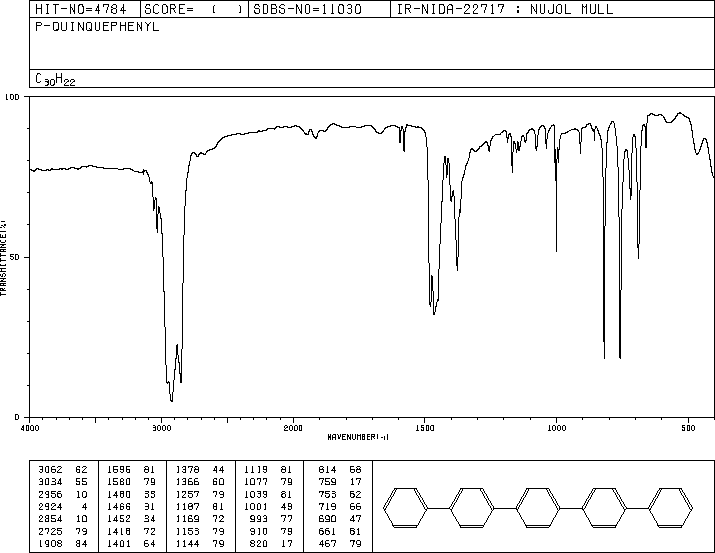 HIT-NO=4784 SCORE= ( ) SDBS-NO=11030 IR-NIDA-22717 : NUJOL MULL
P-QUINQUEPHENYL
C30H22
100
50
0
TRANSMITTANCE(%)
4000 3000 2000 1500 1000 500
WAVENUMBER(-1)
3062 62 1596 81 1378 44 1119 81 814 68
3034 55 1580 79 1366 60 1077 79 759 17
2956 10 1480 33 1257 79 1039 81 753 62
2924 4 1466 31 1187 81 1001 49 719 66
2854 10 1452 34 1169 72 993 77 690 47
2725 79 1418 72 1153 79 910 79 661 81
1908 84 1401 64 1144 79 820 17 467 79